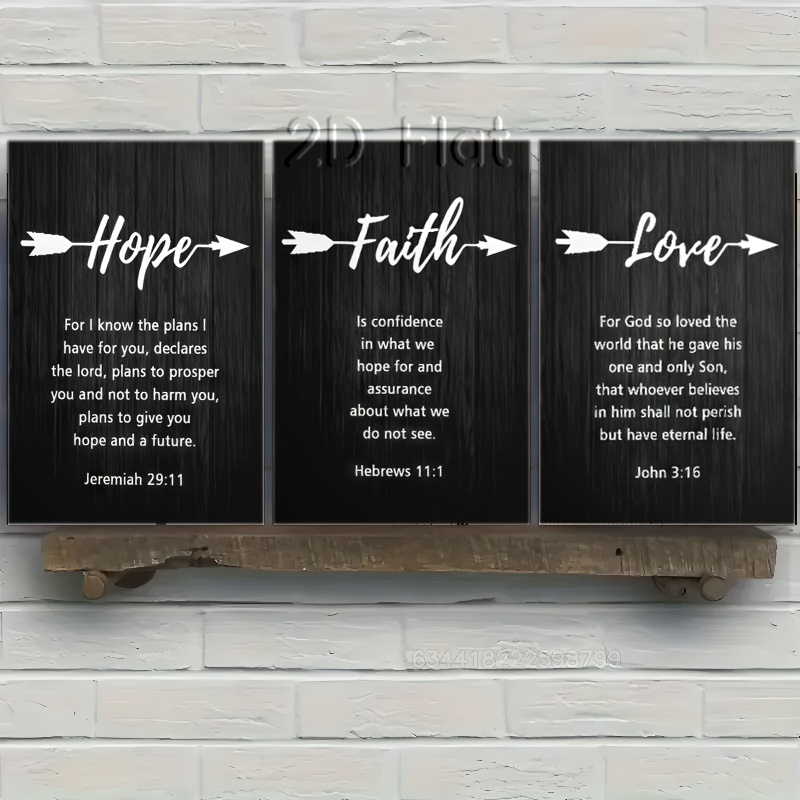 2D Flat
Hope
For I know the plans I
have for you, declares
the lord, plans to prosper
you and not to harm you,
plans to give you
hope and a future.
Jeremiah 29:11
Faith
Is confidence
in what we
hope for and
assurance
about what we
do not see.
Hebrews 11:1
Love
For God so loved the
world that he gave his
one and only Son,
that whoever believes
in him shall not perish
but have eternal life.
John 3:16